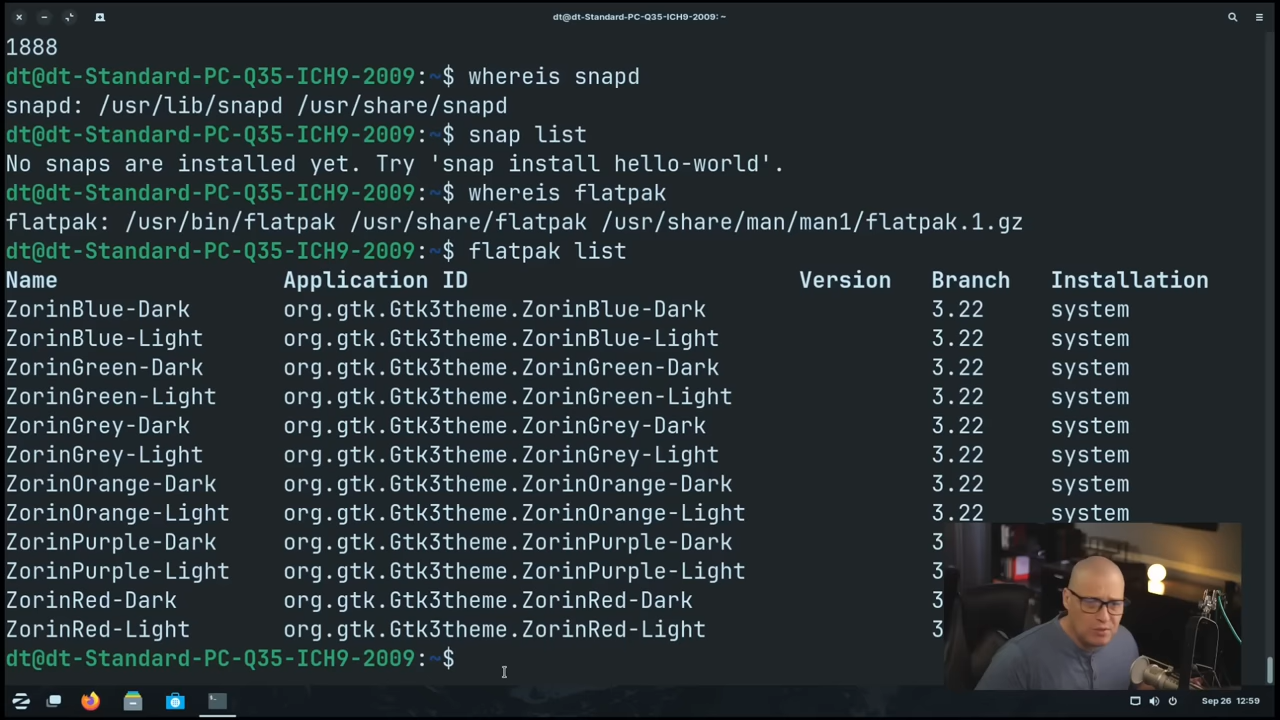 dt@dt-Standard-PC-Q35-ICH9-2009: ~
1888
dt@dt-Standard-PC-Q35-ICH9-2009:~$ whereis snapd
snapd: /usr/lib/snapd /usr/share/snapd
dt@dt-Standard-PC-Q35-ICH9-2009:~$ snap list
No snaps are installed yet. Try 'snap install hello-world'.
dt@dt-Standard-PC-Q35-ICH9-2009:~$ whereis flatpak
flatpak: /usr/bin/flatpak /usr/share/flatpak /usr/share/man/man1/flatpak.1.gz
dt@dt-Standard-PC-Q35-ICH9-2009:~$ flatpak list
Name Application ID Version Branch Installation
ZorinBlue-Dark org.gtk.Gtk3theme.ZorinBlue-Dark 3.22 system
ZorinBlue-Light org.gtk.Gtk3theme.ZorinBlue-Light 3.22 system
ZorinGreen-Dark org.gtk.Gtk3theme.ZorinGreen-Dark 3.22 system
ZorinGreen-Light org.gtk.Gtk3theme.ZorinGreen-Light 3.22 system
ZorinGrey-Dark org.gtk.Gtk3theme.ZorinGrey-Dark 3.22 system
ZorinGrey-Light org.gtk.Gtk3theme.ZorinGrey-Light 3.22 system
ZorinOrange-Dark org.gtk.Gtk3theme.ZorinOrange-Dark 3.22 system
ZorinOrange-Light org.gtk.Gtk3theme.ZorinOrange-Light 3.22 system
ZorinPurple-Dark org.gtk.Gtk3theme.ZorinPurple-Dark 3
ZorinPurple-Light org.gtk.Gtk3theme.ZorinPurple-Light 3
ZorinRed-Dark org.gtk.Gtk3theme.ZorinRed-Dark 3
ZorinRed-Light org.gtk.Gtk3theme.ZorinRed-Light 3
dt@dt-Standard-PC-Q35-ICH9-2009:~$
Sep 26 12:59